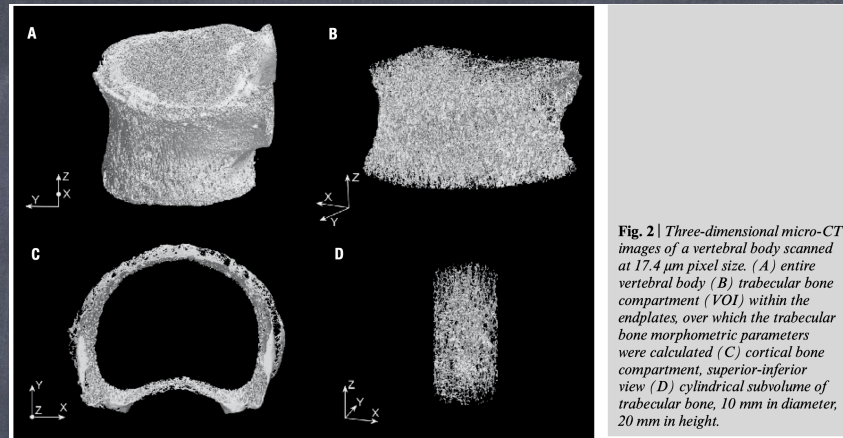 A
B
Z
X
Y
Z
X
Y
C
D
Y
Z
X
Z
Y
X
Fig. 2 | Three-dimensional micro-CT
images of a vertebral body scanned
at 17.4 μm pixel size. (A) entire
vertebral body (B) trabecular bone
compartment (VOI) within the
endplates, over which the trabecular
bone morphometric parameters
were calculated (C) cortical bone
compartment, superior-inferior
view (D) cylindrical subvolume of
trabecular bone, 10 mm in diameter,
20 mm in height.